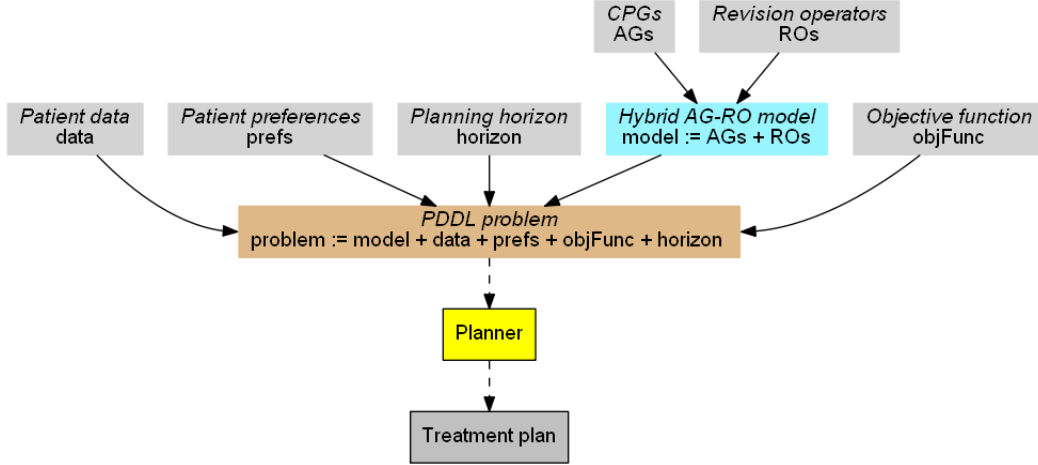 CPGs
AGs
Revision operators
ROs
Patient data
data
Patient preferences
prefs
Planning horizon
horizon
Hybrid AG-RO model
model := AGs + ROs
Objective function
objFunc
PDDL problem
problem := model + data + prefs + objFunc + horizon
Planner
Treatment plan